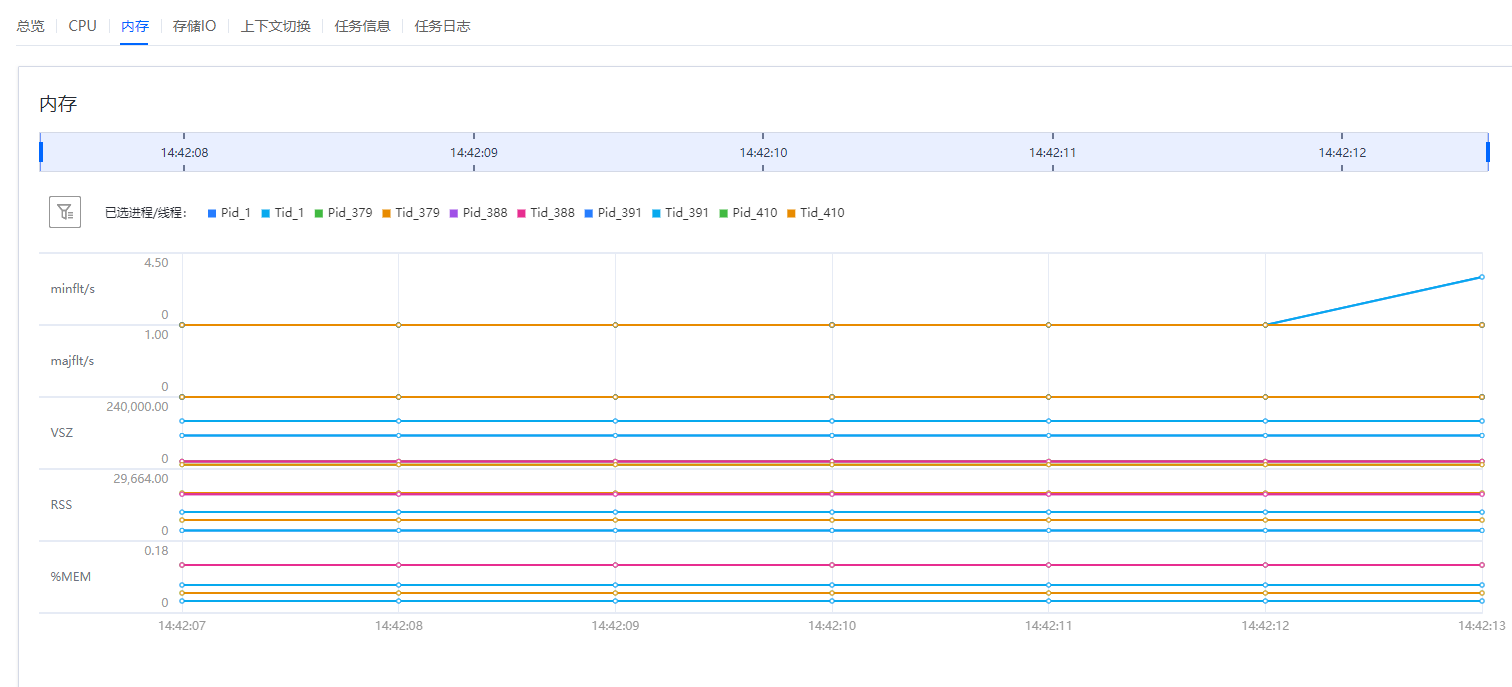 总览 CPU 内存 存储IO 上下文切换 任务信息 任务日志
内存
14:42:08 14:42:09 14:42:10 14:42:11 14:42:12
已选进程/线程: Pid_1 Tid_1 Pid_379 Tid_379 Pid_388 Tid_388 Pid_391 Tid_391 Pid_410 Tid_410
4.50
minflt/s
0
1.00
majflt/s
0
240,000.00
VSZ
0
29,664.00
RSS
0
0.18
%MEM
0
14:42:07 14:42:08 14:42:09 14:42:10 14:42:11 14:42:12 14:42:13